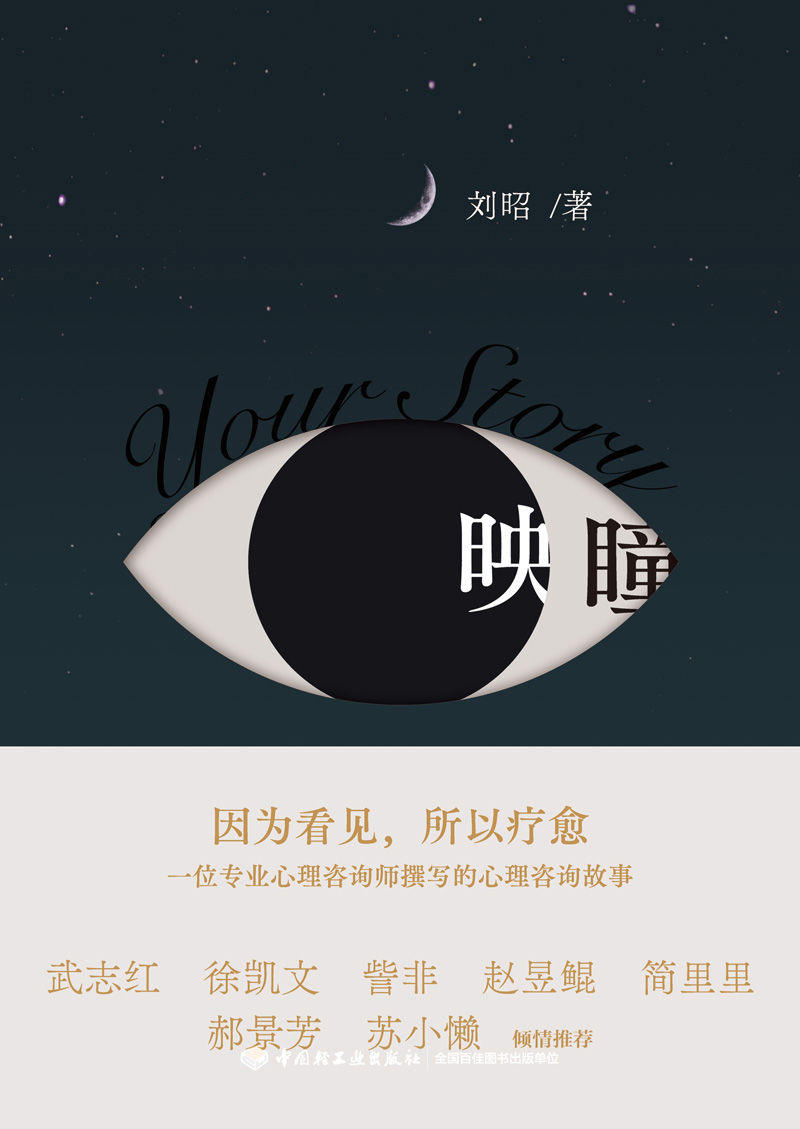 刘昭 /著
Your Story
映瞳
因为看见，所以疗愈
一位专业心理咨询师撰写的心理咨询故事
武志红 徐凯文 訾非 赵昱鲲 简里里
郝景芳 苏小懒 倾情推荐
中国轻工业出版社 全国百佳图书出版单位